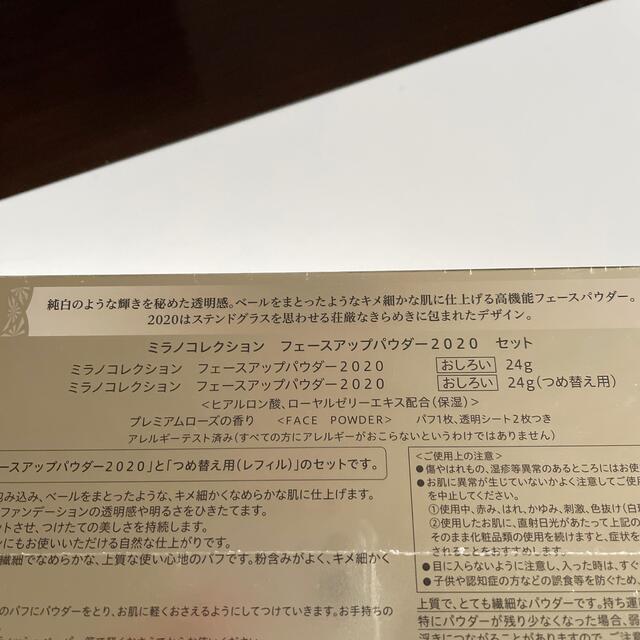 純白のような輝きを秘めた透明感。ベールをまとったようなキメ細かな肌に仕上げる高機能フェースパウダー。
2020はステンドグラスを思わせる荘厳なきらめきに包まれたデザイン。
ミラノコレクション フェースアップパウダー2020 セット
ミラノコレクション フェースアップパウダー2020 おしろい 24g
ミラノコレクション フェースアップパウダー2020 おしろい 24g(つめ替え用)
<ヒアルロン酸、ローヤルゼリーエキス配合(保湿)>
プレミアムローズの香り <FACE POWDER> パフ1枚、透明シート2枚つき
アレルギーテスト済み(すべての方にアレルギーがおこらないというわけではありません)
ースアップパウダー2020」と「つめ替え用(レフィル)」のセットです。
み込み、ベールをまとったような、キメ細かくなめらかな肌に仕上げます。
ファンデーションの透明感や明るさをひきたてます。
ットさせ、つけたての美しさを持続します。
ンにもお使いいただける自然な仕上がりです。
繊細でなめらかな、上質な使い心地のパフです。粉含みがよく、キメ細かく
のパフにパウダーをとり、お肌に軽くおさえるようにしてつけていきます。お手持ちの
<ご使用上の注意>
●傷やはれもの、湿疹等異常のあるところにはお使
●お肌に異常が生じていないかよく注意してご使用
を中止してください。
①使用中、赤み、はれ、かゆみ、刺激、色抜け(白斑
②使用したお肌に、直射日光があたって上記の
そのまま化粧品類の使用を続けますと、症状を
されることをおすすめします。
●目に入らないように注意し、入った時は、すぐ
●子供や認知症の方などの誤食等を防ぐため、
上質で、とても繊細なパウダーです。持ち運
特にパウダーが残り少なくなった場合、
浮きにつながることがありますので、ご